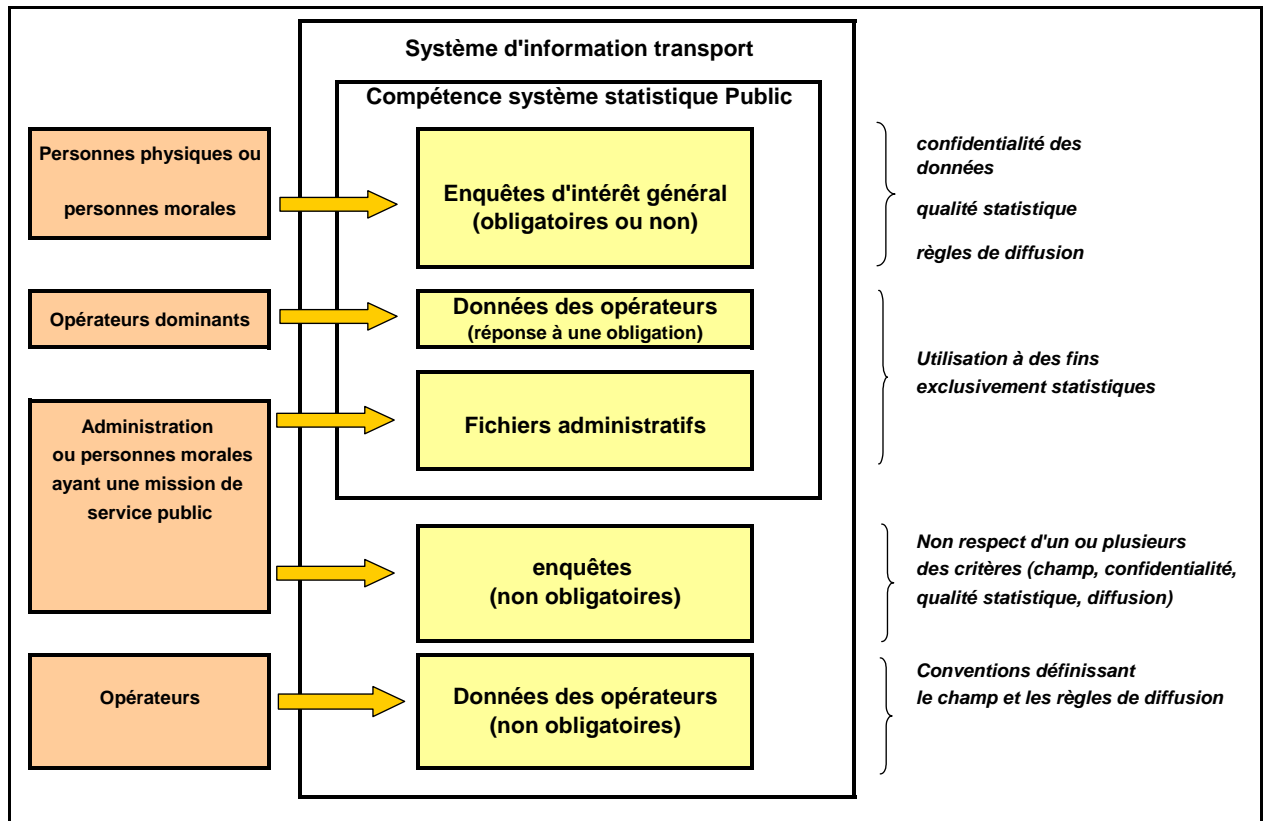 Système d'information transport
Compétence système statistique Public
Personnes physiques ou
personnes morales
Enquêtes d'intérêt général
(obligatoires ou non)
confidentialité des
données
qualité statistique
règles de diffusion
Opérateurs dominants
Données des opérateurs
(réponse à une obligation)
Utilisation à des fins
exclusivement statistiques
Administration
ou personnes morales
ayant une mission de
service public
Fichiers administratifs
enquêtes
(non obligatoires)
Non respect d'un ou plusieurs
des critères (champ, confidentialité,
qualité statistique, diffusion)
Opérateurs
Données des opérateurs
(non obligatoires)
Conventions définissant
le champ et les règles de diffusion